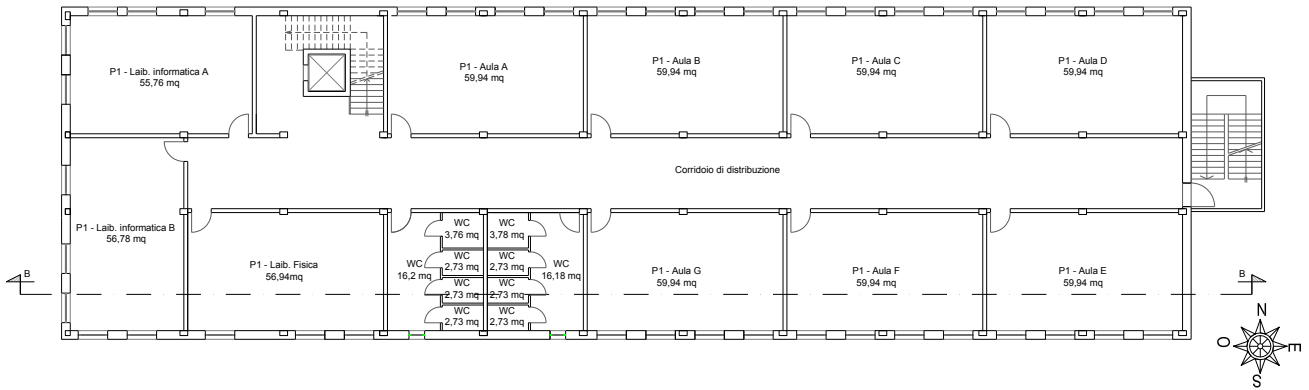 P1 - Laib. informatica A
55,76 mq
P1 - Aula A
59,94 mq
P1 - Aula B
59,94 mq
P1 - Aula C
59,94 mq
P1 - Aula D
59,94 mq
Corridoio di distribuzione
P1 - Laib. informatica B
56,78 mq
P1 - Laib. Fisica
56,94mq
WC
16,2 mq
WC
3,76 mq
WC
2,73 mq
WC
2,73 mq
WC
2,73 mq
WC
3,78 mq
WC
2,73 mq
WC
2,73 mq
WC
2,73 mq
WC
16,18 mq
P1 - Aula G
59,94 mq
P1 - Aula F
59,94 mq
P1 - Aula E
59,94 mq
B
B
N
O
E
S